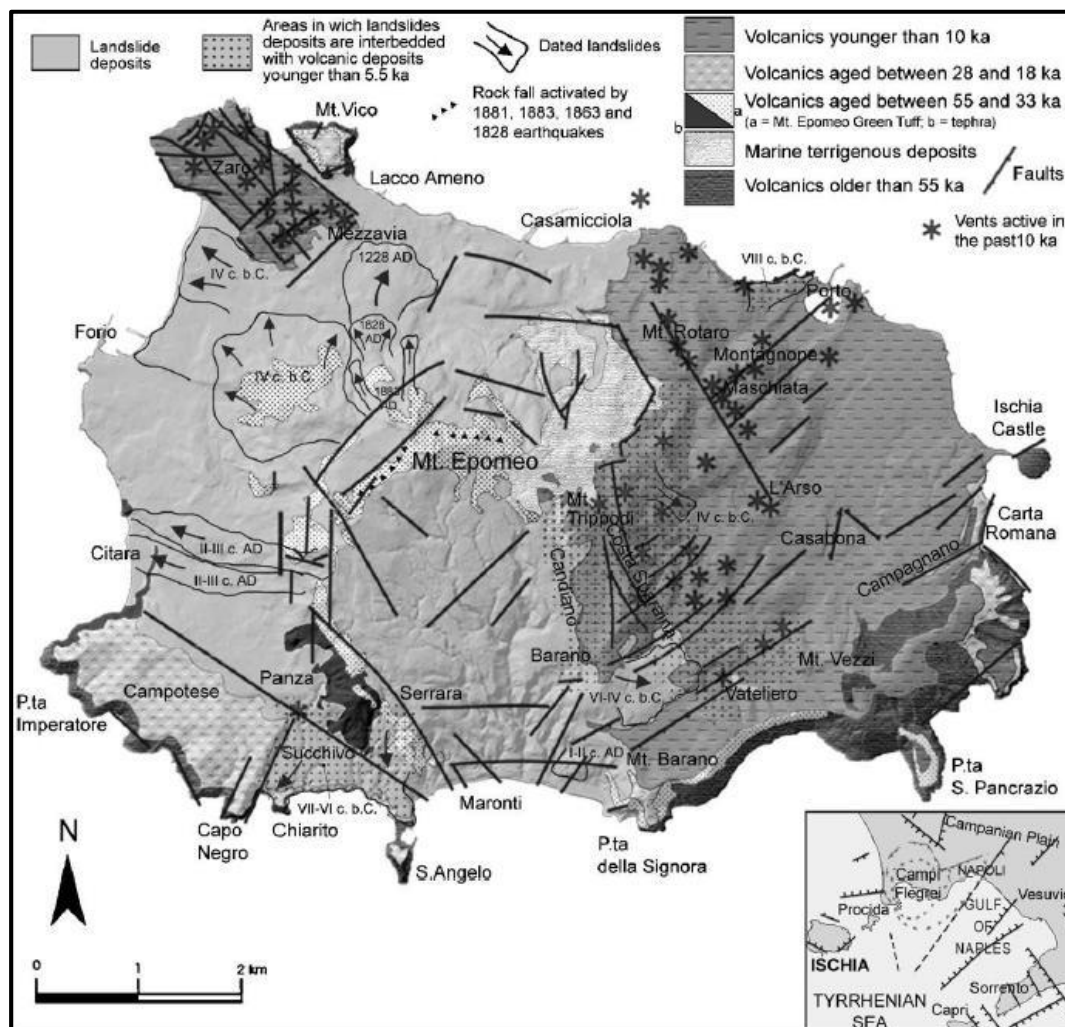 Landslide
deposits
Areas in wich landslides
deposits are interbedded
with volcanic deposits
younger than 5.5 ka
Dated landslides
Rock fall activated by
1881, 1883, 1863 and
1828 earthquakes
Volcanics younger than 10 ka
Volcanics aged between 28 and 18 ka
a
b
Volcanics aged between 55 and 33 ka
(a = Mt. Epomeo Green Tuff; b = tephra)
Marine terrigenous deposits
Volcanics older than 55 ka
Faults
Vents active in
the past10 ka
Mt.Vico
Zaro
Lacco Ameno
Mezzavia
Casamicciola
1228 AD
IV c. b.C.
VIII c. b.C.
Porto
Forio
1828
AD
Mt. Rotaro
Montagnone
Maschiata
IV c. b.C.
AD
Ischia
Castle
Mt. Epomeo
L'Arso
Mt.
Trippodi
IV c. b.C.
Carta
Romana
Citara
II-III c. AD
II-III c. AD
Casabona
Campagnano
Candiano
Costa Sparaina
Barano
Mt. Vezzi
Panza
Serrara
VI-IV c. b.C.
Vateliero
Campotese
P.ta
Imperatore
Succhivo
I-II c. AD
Mt. Barano
VII-VI c. b.C.
Maronti
P.ta
S. Pancrazio
Capo
Negro
Chiarito
S.Angelo
P.ta
della Signora
N
0
1
2 km
Campanian Plain
Campi
Flegrei
NAPOLI
Vesuvio
Procida
GULF
OF
NAPLES
ISCHIA
Sorrento
TYRRHENIAN
SEA
Capri